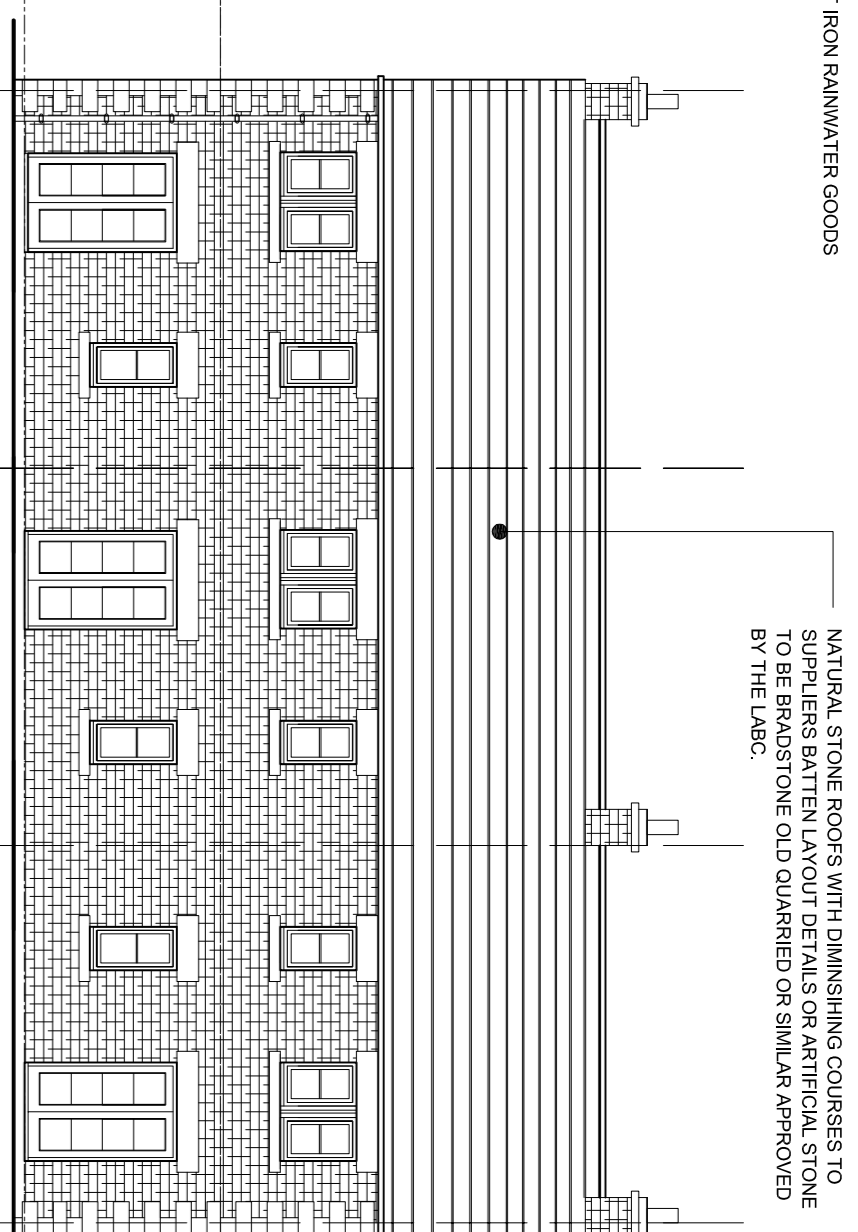 IRON RAINWATER GOODS
NATURAL STONE ROOFS WITH DIMINSIHING COURSES TO
SUPPLIERS BATTEN LAYOUT DETAILS OR ARTIFICIAL STONE
TO BE BRADSTONE OLD QUARRIED OR SIMILAR APPROVED
BY THE LABC.